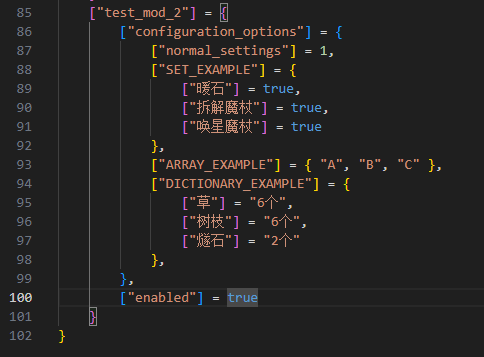 85 ["test_mod_2"] = {
86 ["configuration_options"] = {
87 ["normal_settings"] = 1,
88 ["SET_EXAMPLE"] = {
89 ["暖石"] = true,
90 ["拆解魔杖"] = true,
91 ["唤星魔杖"] = true
92 },
93 ["ARRAY_EXAMPLE"] = { "A", "B", "C" },
94 ["DICTIONARY_EXAMPLE"] = {
95 ["草"] = "6个",
96 ["树枝"] = "6个",
97 ["燧石"] = "2个"
98 },
99 },
100 ["enabled"] = true
101 }
102 }